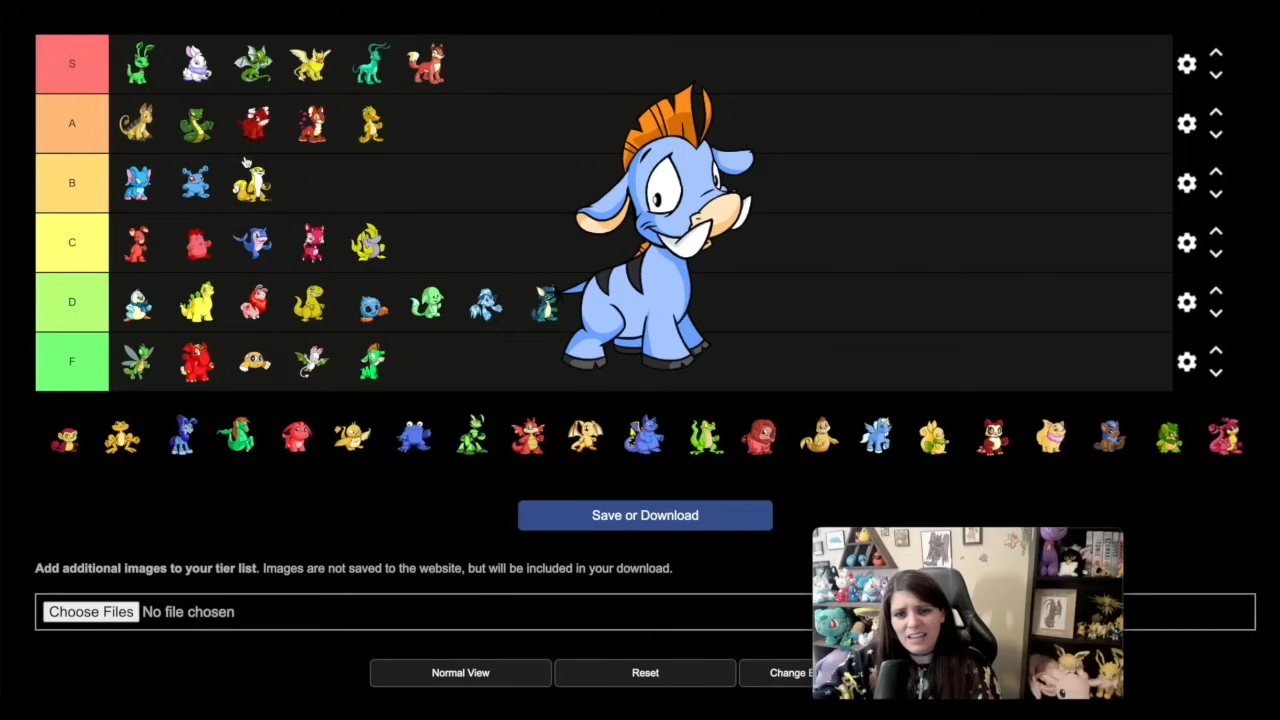 S
A
B
C
D
F
Save or Download
Add additional images to your tier list. Images are not saved to the website, but will be included in your download.
Choose Files No file chosen
Normal View Reset Change